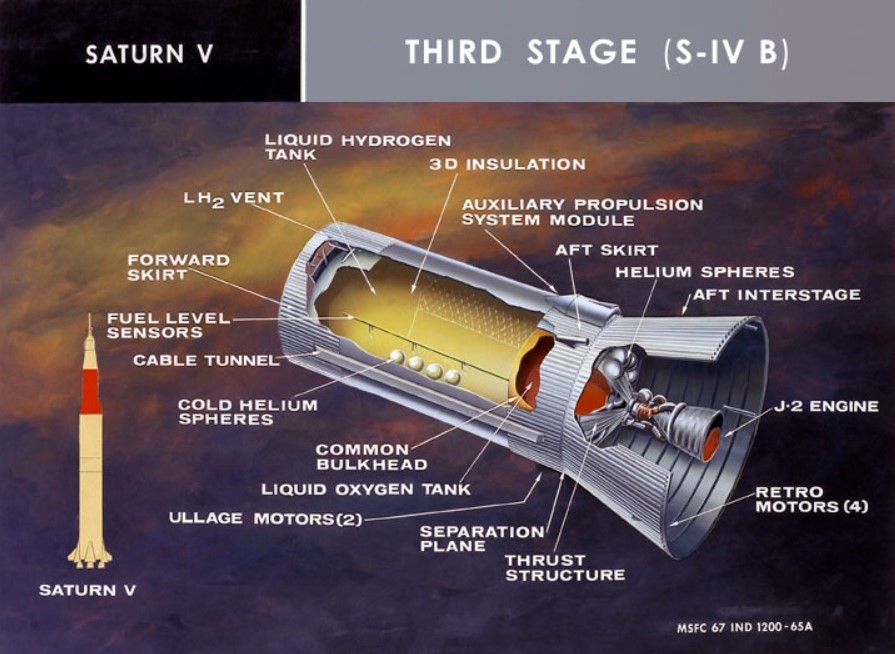 SATURN V
THIRD STAGE (S-IV B)
LIQUID HYDROGEN
TANK
3D INSULATION
LH2 VENT
AUXILIARY PROPULSION
SYSTEM MODULE
AFT SKIRT
FORWARD
SKIRT
HELIUM SPHERES
AFT INTERSTAGE
FUEL LEVEL
SENSORS
CABLE TUNNEL
COLD HELIUM
SPHERES
J-2 ENGINE
COMMON
BULKHEAD
LIQUID OXYGEN TANK
RETRO
MOTORS (4)
ULLAGE MOTORS(2)
SEPARATION
PLANE
THRUST
STRUCTURE
SATURN V
MSFC 67 IND 1200-65A